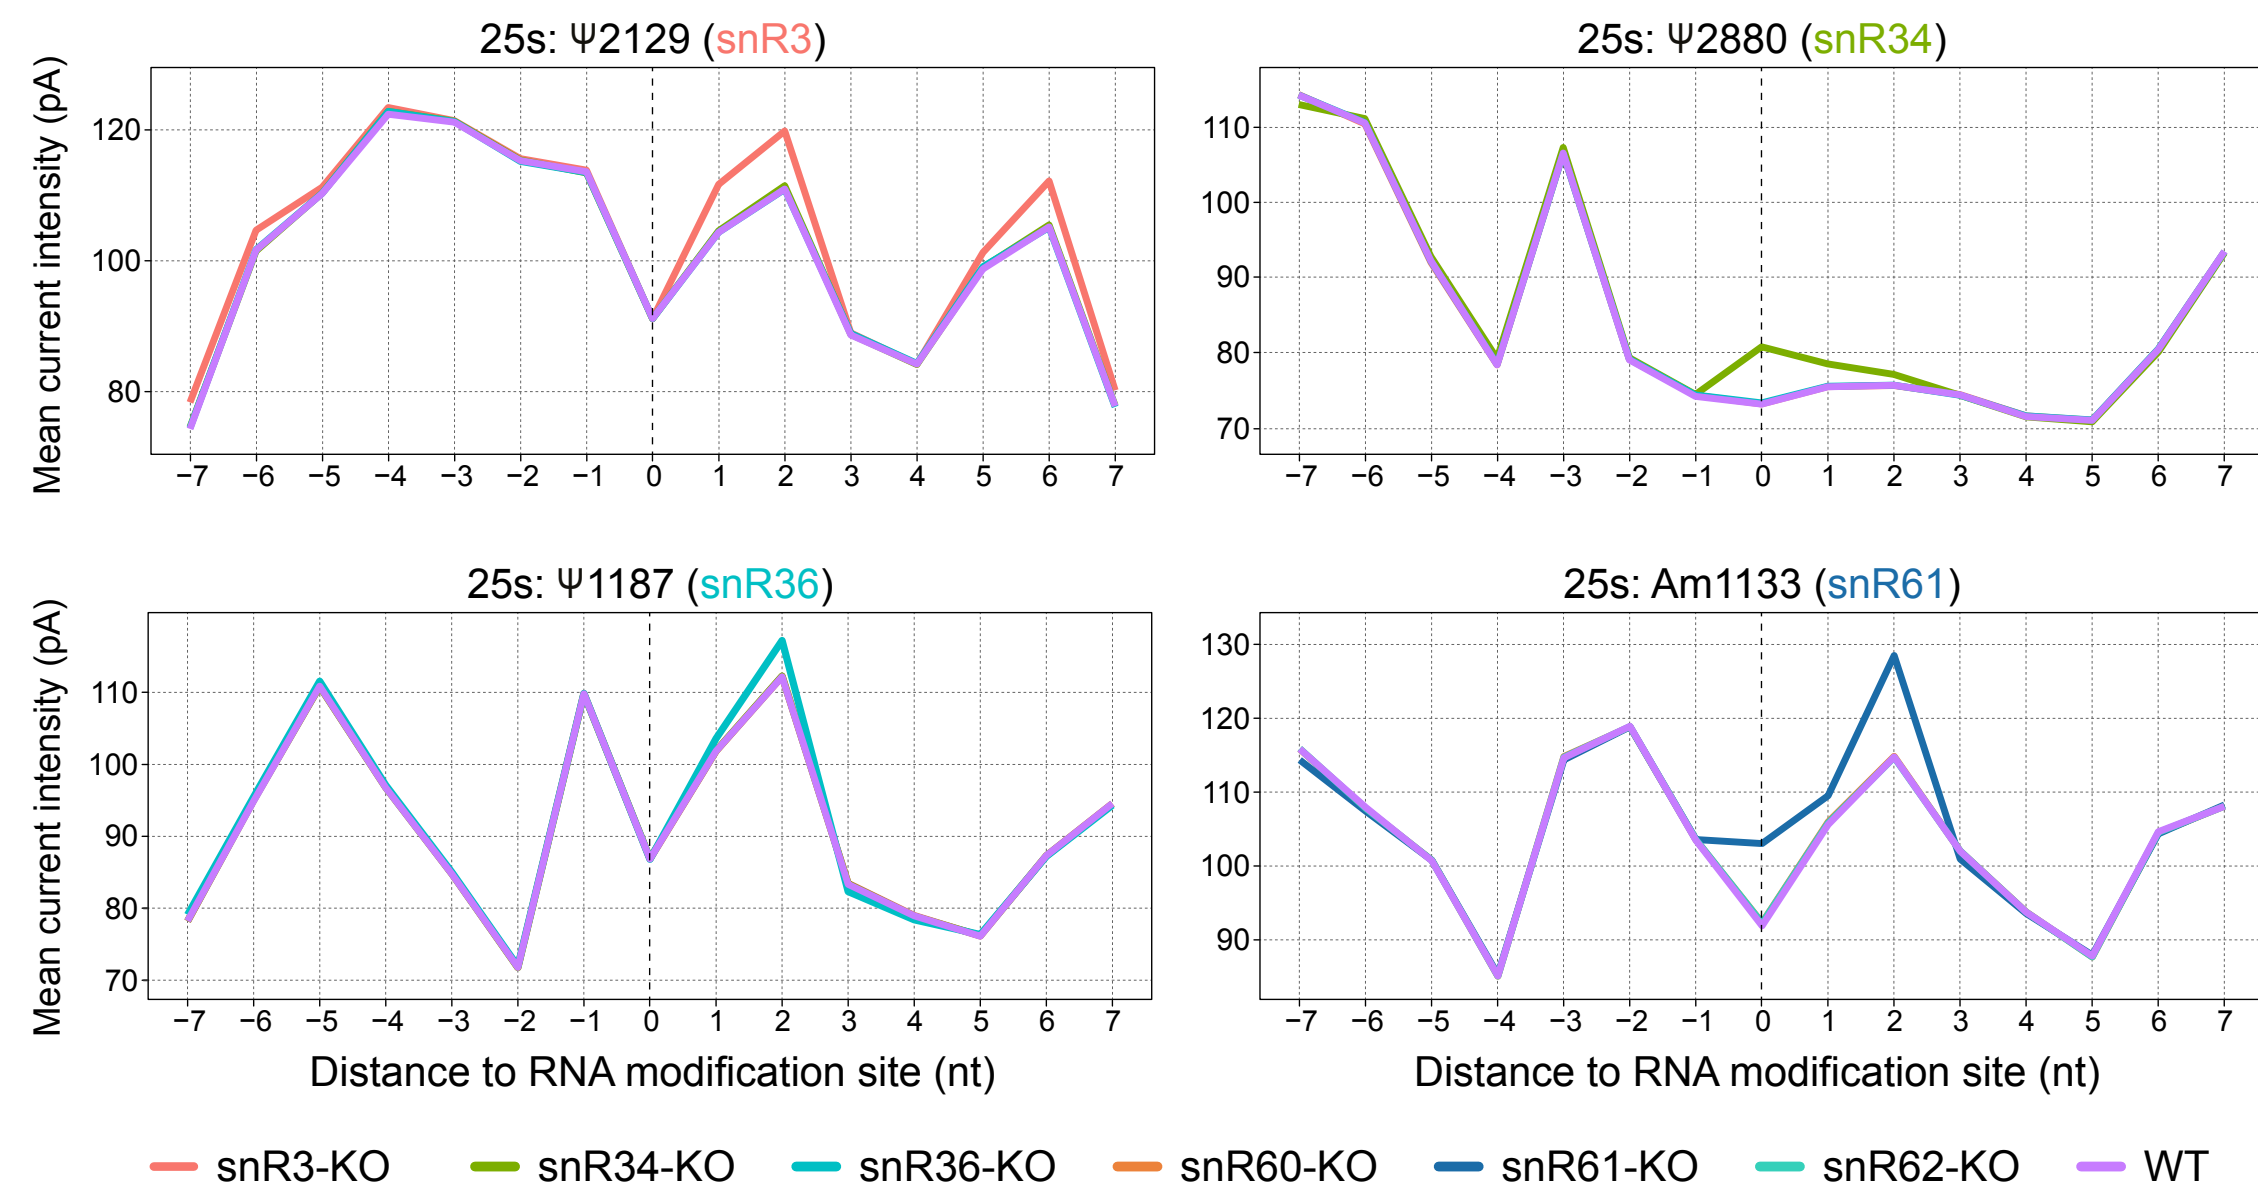 25s: Ψ2129 (snR3)
25s: Ψ2880 (snR34)
Mean current intensity (pA)
120
100
80
−7 −6 −5 −4 −3 −2 −1 0 1 2 3 4 5 6 7
110
100
90
80
70
−7 −6 −5 −4 −3 −2 −1 0 1 2 3 4 5 6 7
25s: Ψ1187 (snR36)
25s: Am1133 (snR61)
Mean current intensity (pA)
110
100
90
80
70
−7 −6 −5 −4 −3 −2 −1 0 1 2 3 4 5 6 7
Distance to RNA modification site (nt)
130
120
110
100
90
−7 −6 −5 −4 −3 −2 −1 0 1 2 3 4 5 6 7
Distance to RNA modification site (nt)
snR3-KO snR34-KO snR36-KO snR60-KO snR61-KO snR62-KO WT